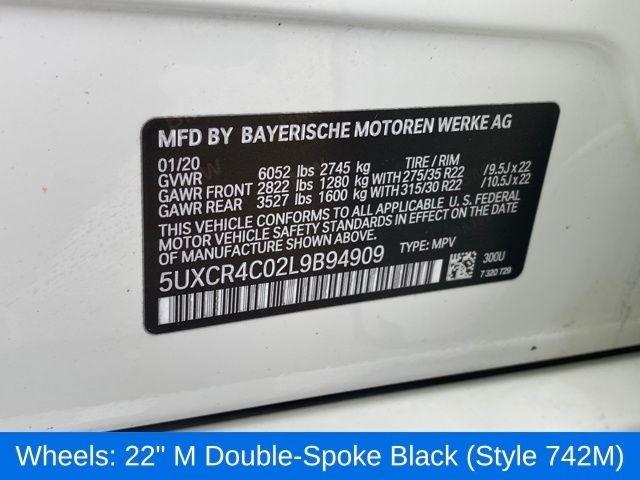 MFD BY BAYERISCHE MOTOREN WERKE AG
01/20 TIRE / RIM
GVWR 6052 lbs 2745 kg
GAWR FRONT 2822 lbs 1280 kg WITH 275/35 R22 /9.5J x 22
GAWR REAR 3527 lbs 1600 kg WITH 315/30 R22 /10.5J x 22
THIS VEHICLE CONFORMS TO ALL APPLICABLE U. S. FEDERAL
MOTOR VEHICLE SAFETY STANDARDS IN EFFECT ON THE DATE
OF MANUFACTURE SHOWN ABOVE.
TYPE: MPV
5UXCR4C02L9B94909
300U
7 320 729
Wheels: 22" M Double-Spoke Black (Style 742M)